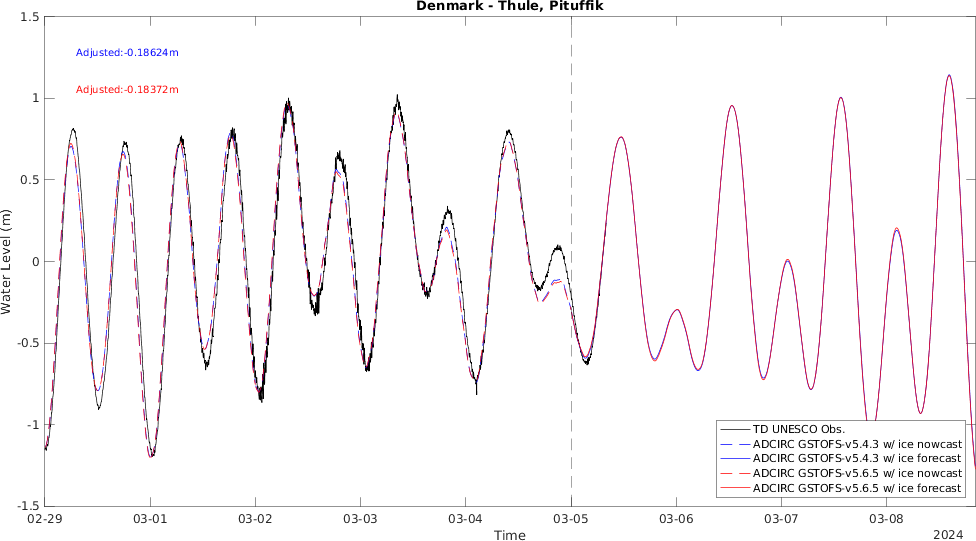 Denmark - Thule, Pituffik
1.5
Adjusted:-0.18624m
Adjusted:-0.18372m
1
0.5
0
-0.5
-1
-1.5
Water Level (m)
TD UNESCO Obs.
ADCIRC GSTOFS-v5.4.3 w/ ice nowcast
ADCIRC GSTOFS-v5.4.3 w/ ice forecast
ADCIRC GSTOFS-v5.6.5 w/ ice nowcast
ADCIRC GSTOFS-v5.6.5 w/ ice forecast
02-29 03-01 03-02 03-03 03-04 03-05 03-06 03-07 03-08
Time
2024